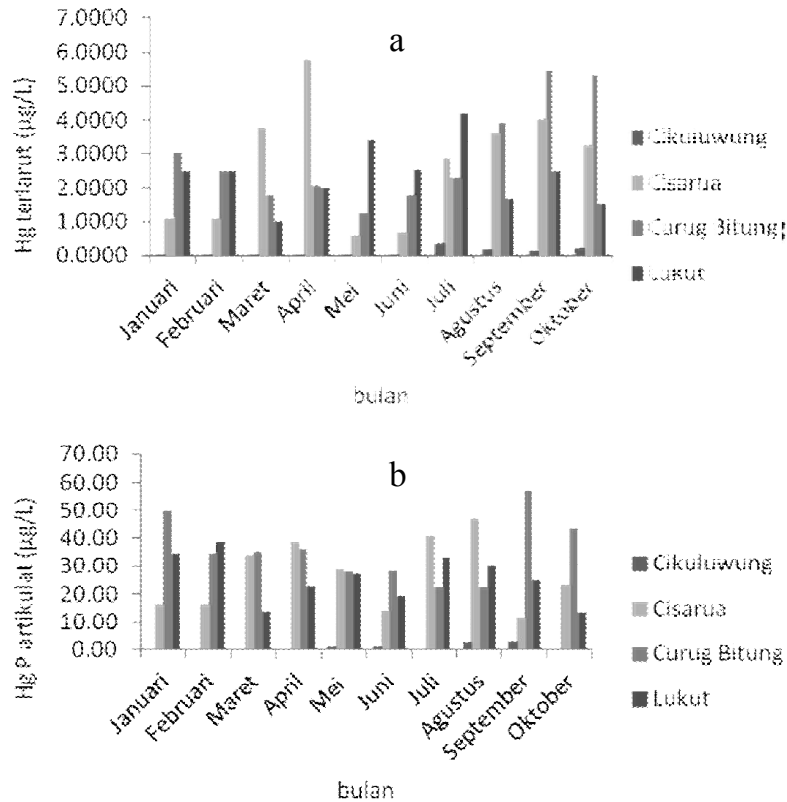 a
Hg terlarut (µg/L)
7.0000
6.0000
5.0000
4.0000
3.0000
2.0000
1.0000
0.0000
Januari
Februari
Maret
April
Mei
Juni
Juli
Agustus
September
Oktober
bulan
Cikuluwung
Cisarua
Curug Bitung
Lukut
b
HgP artikulat (µg/L)
70.00
60.00
50.00
40.00
30.00
20.00
10.00
0.00
Januari
Februari
Maret
April
Mei
Juni
Juli
Agustus
September
Oktober
bulan
Cikuluwung
Cisarua
Curug Bitung
Lukut